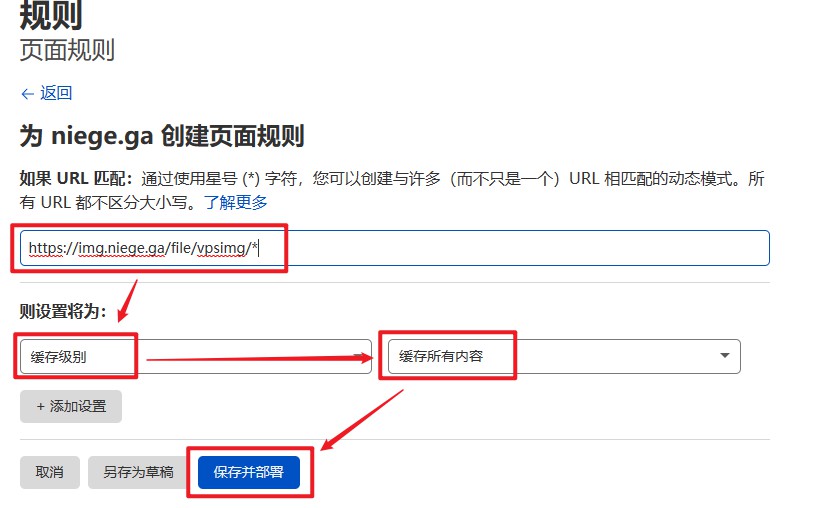 规则
页面规则
← 返回
为 niege.ga 创建页面规则
如果 URL 匹配：通过使用星号 (*) 字符，您可以创建与许多（而不只是一个）URL 相匹配的动态模式。所
有 URL 都不区分大小写。了解更多
https://img.niege.ga/file/vpsimg/*
则设置将为：
缓存级别 缓存所有内容
+ 添加设置
取消 另存为草稿 保存并部署